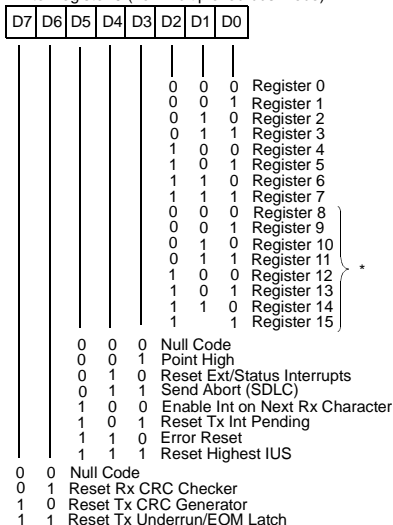 D7 D6 D5 D4 D3 D2 D1 D0
0 0 0 Register 0
0 0 1 Register 1
0 1 0 Register 2
0 1 1 Register 3
1 0 0 Register 4
1 0 1 Register 5
1 1 0 Register 6
1 1 1 Register 7
0 0 0 Register 8
0 0 1 Register 9
0 1 0 Register 10
0 1 1 Register 11
*
1 0 0 Register 12
1 0 1 Register 13
1 1 0 Register 14
1 1 Register 15
0 0 0 Null Code
0 0 1 Point High
0 1 0 Reset Ext/Status Interrupts
0 1 1 Send Abort (SDLC)
1 0 0 Enable Int on Next Rx Character
1 0 1 Reset Tx Int Pending
1 1 0 Error Reset
1 1 1 Reset Highest IUS
0 0 Null Code
0 1 Reset Rx CRC Checker
1 0 Reset Tx CRC Generator
1 1 Reset Tx Underrun/EOM Latch